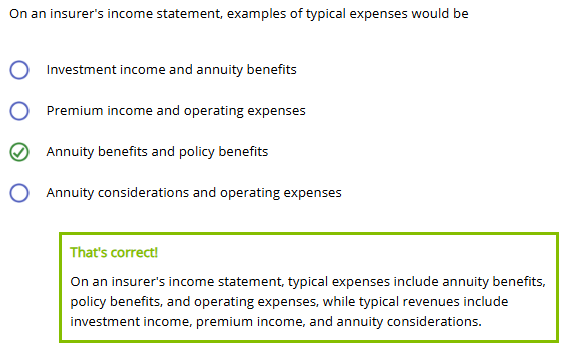 On an insurer's income statement, examples of typical expenses would be
Investment income and annuity benefits
Premium income and operating expenses
Annuity benefits and policy benefits
Annuity considerations and operating expenses
That's correct!
On an insurer's income statement, typical expenses include annuity benefits,
policy benefits, and operating expenses, while typical revenues include
investment income, premium income, and annuity considerations.